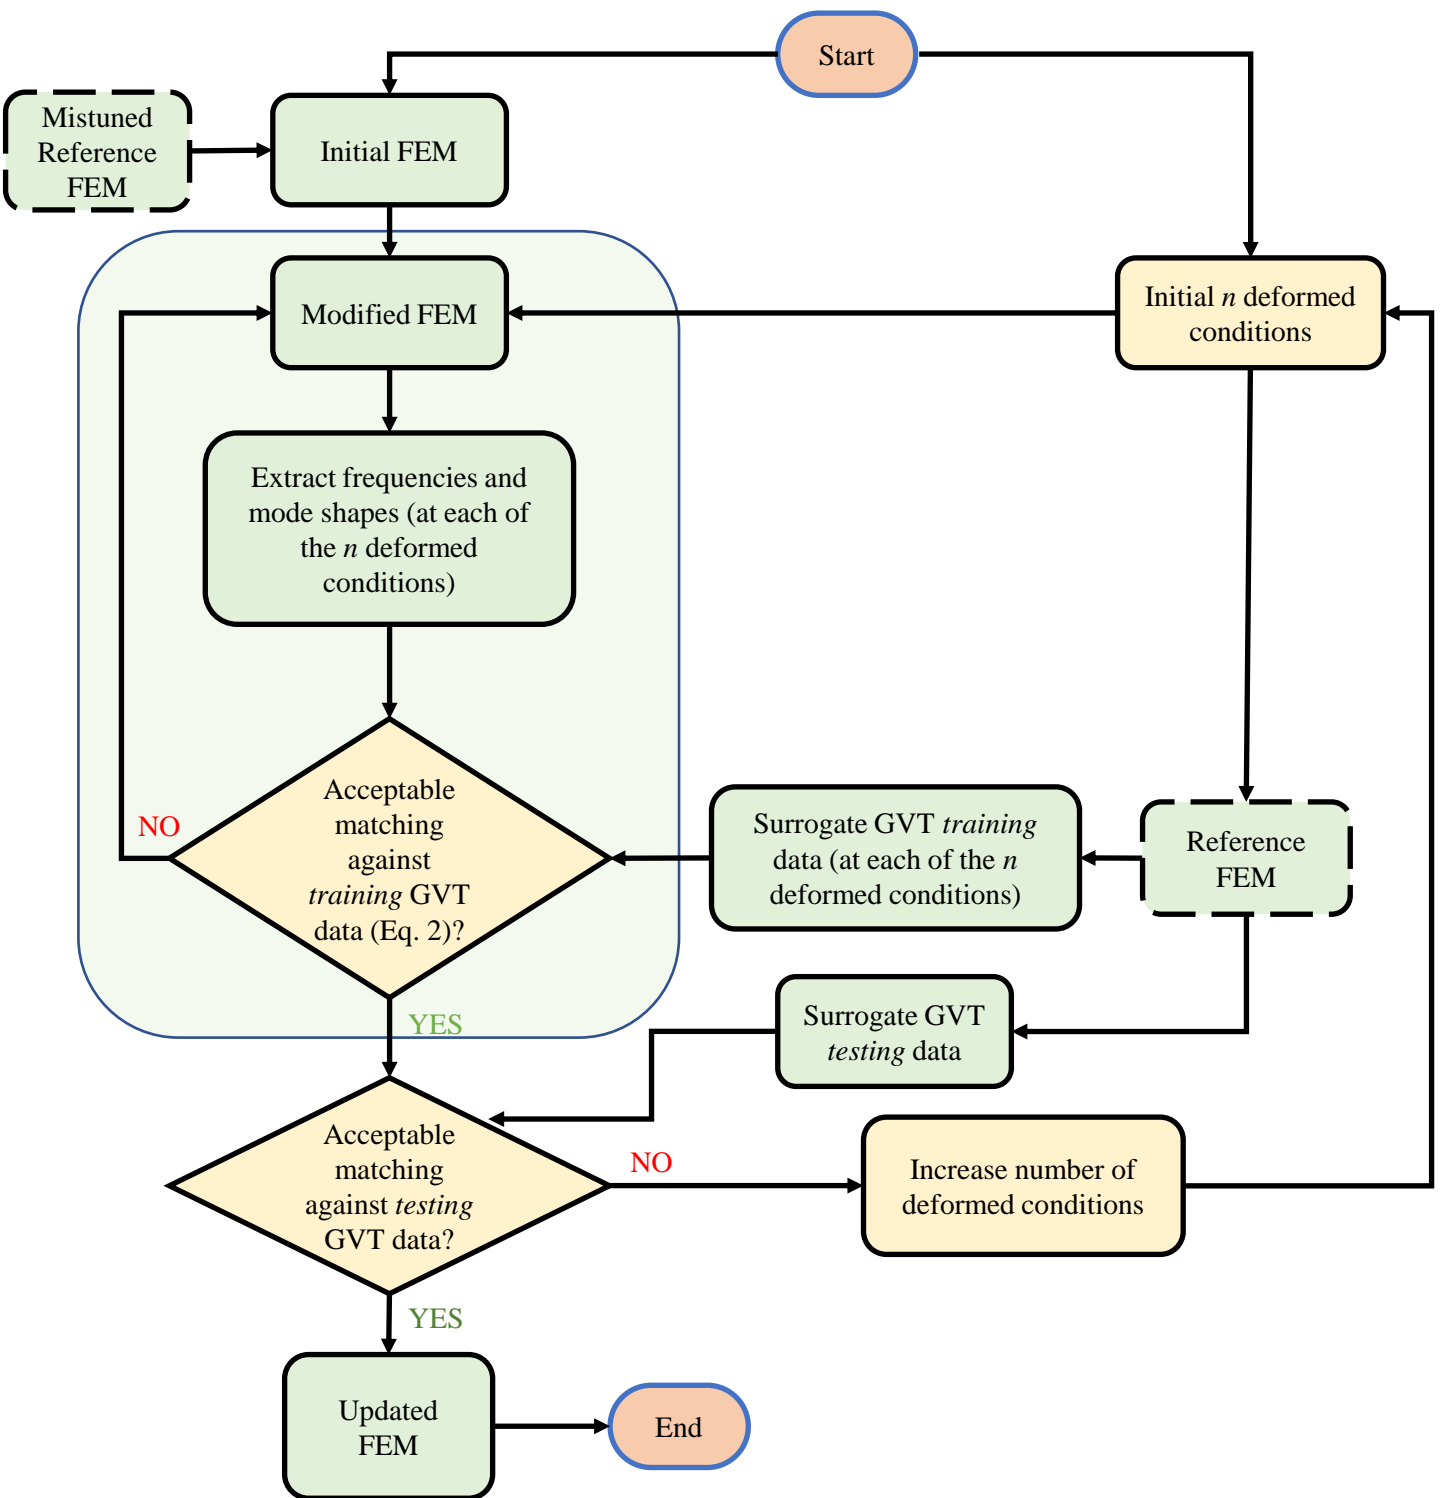 Start
Mistuned
Reference
FEM
Initial FEM
Modified FEM
Initial n deformed
conditions
Extract frequencies and
mode shapes (at each of
the n deformed
conditions)
Acceptable
matching
against
training GVT
data (Eq. 2)?
NO
Surrogate GVT training
data (at each of the n
deformed conditions)
Reference
FEM
YES
Surrogate GVT
testing data
Acceptable
matching
against testing
GVT data?
NO
Increase number of
deformed conditions
YES
Updated
FEM
End